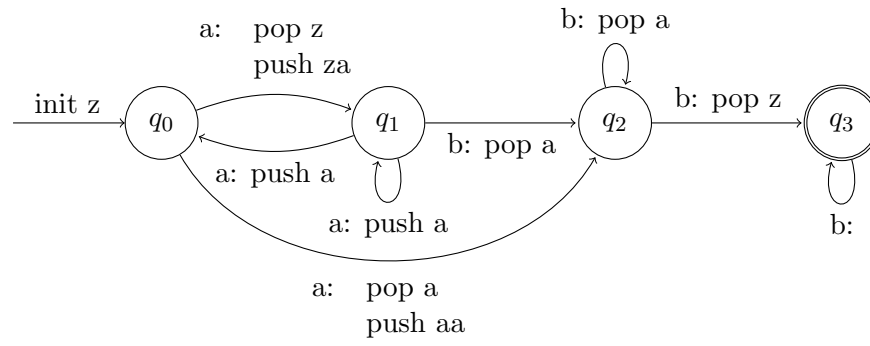 a: pop z
push za
b: pop a
init z
q0
q1
q2
q3
b: pop z
a: push a
b: pop a
a: push a
b:
a: pop a
push aa